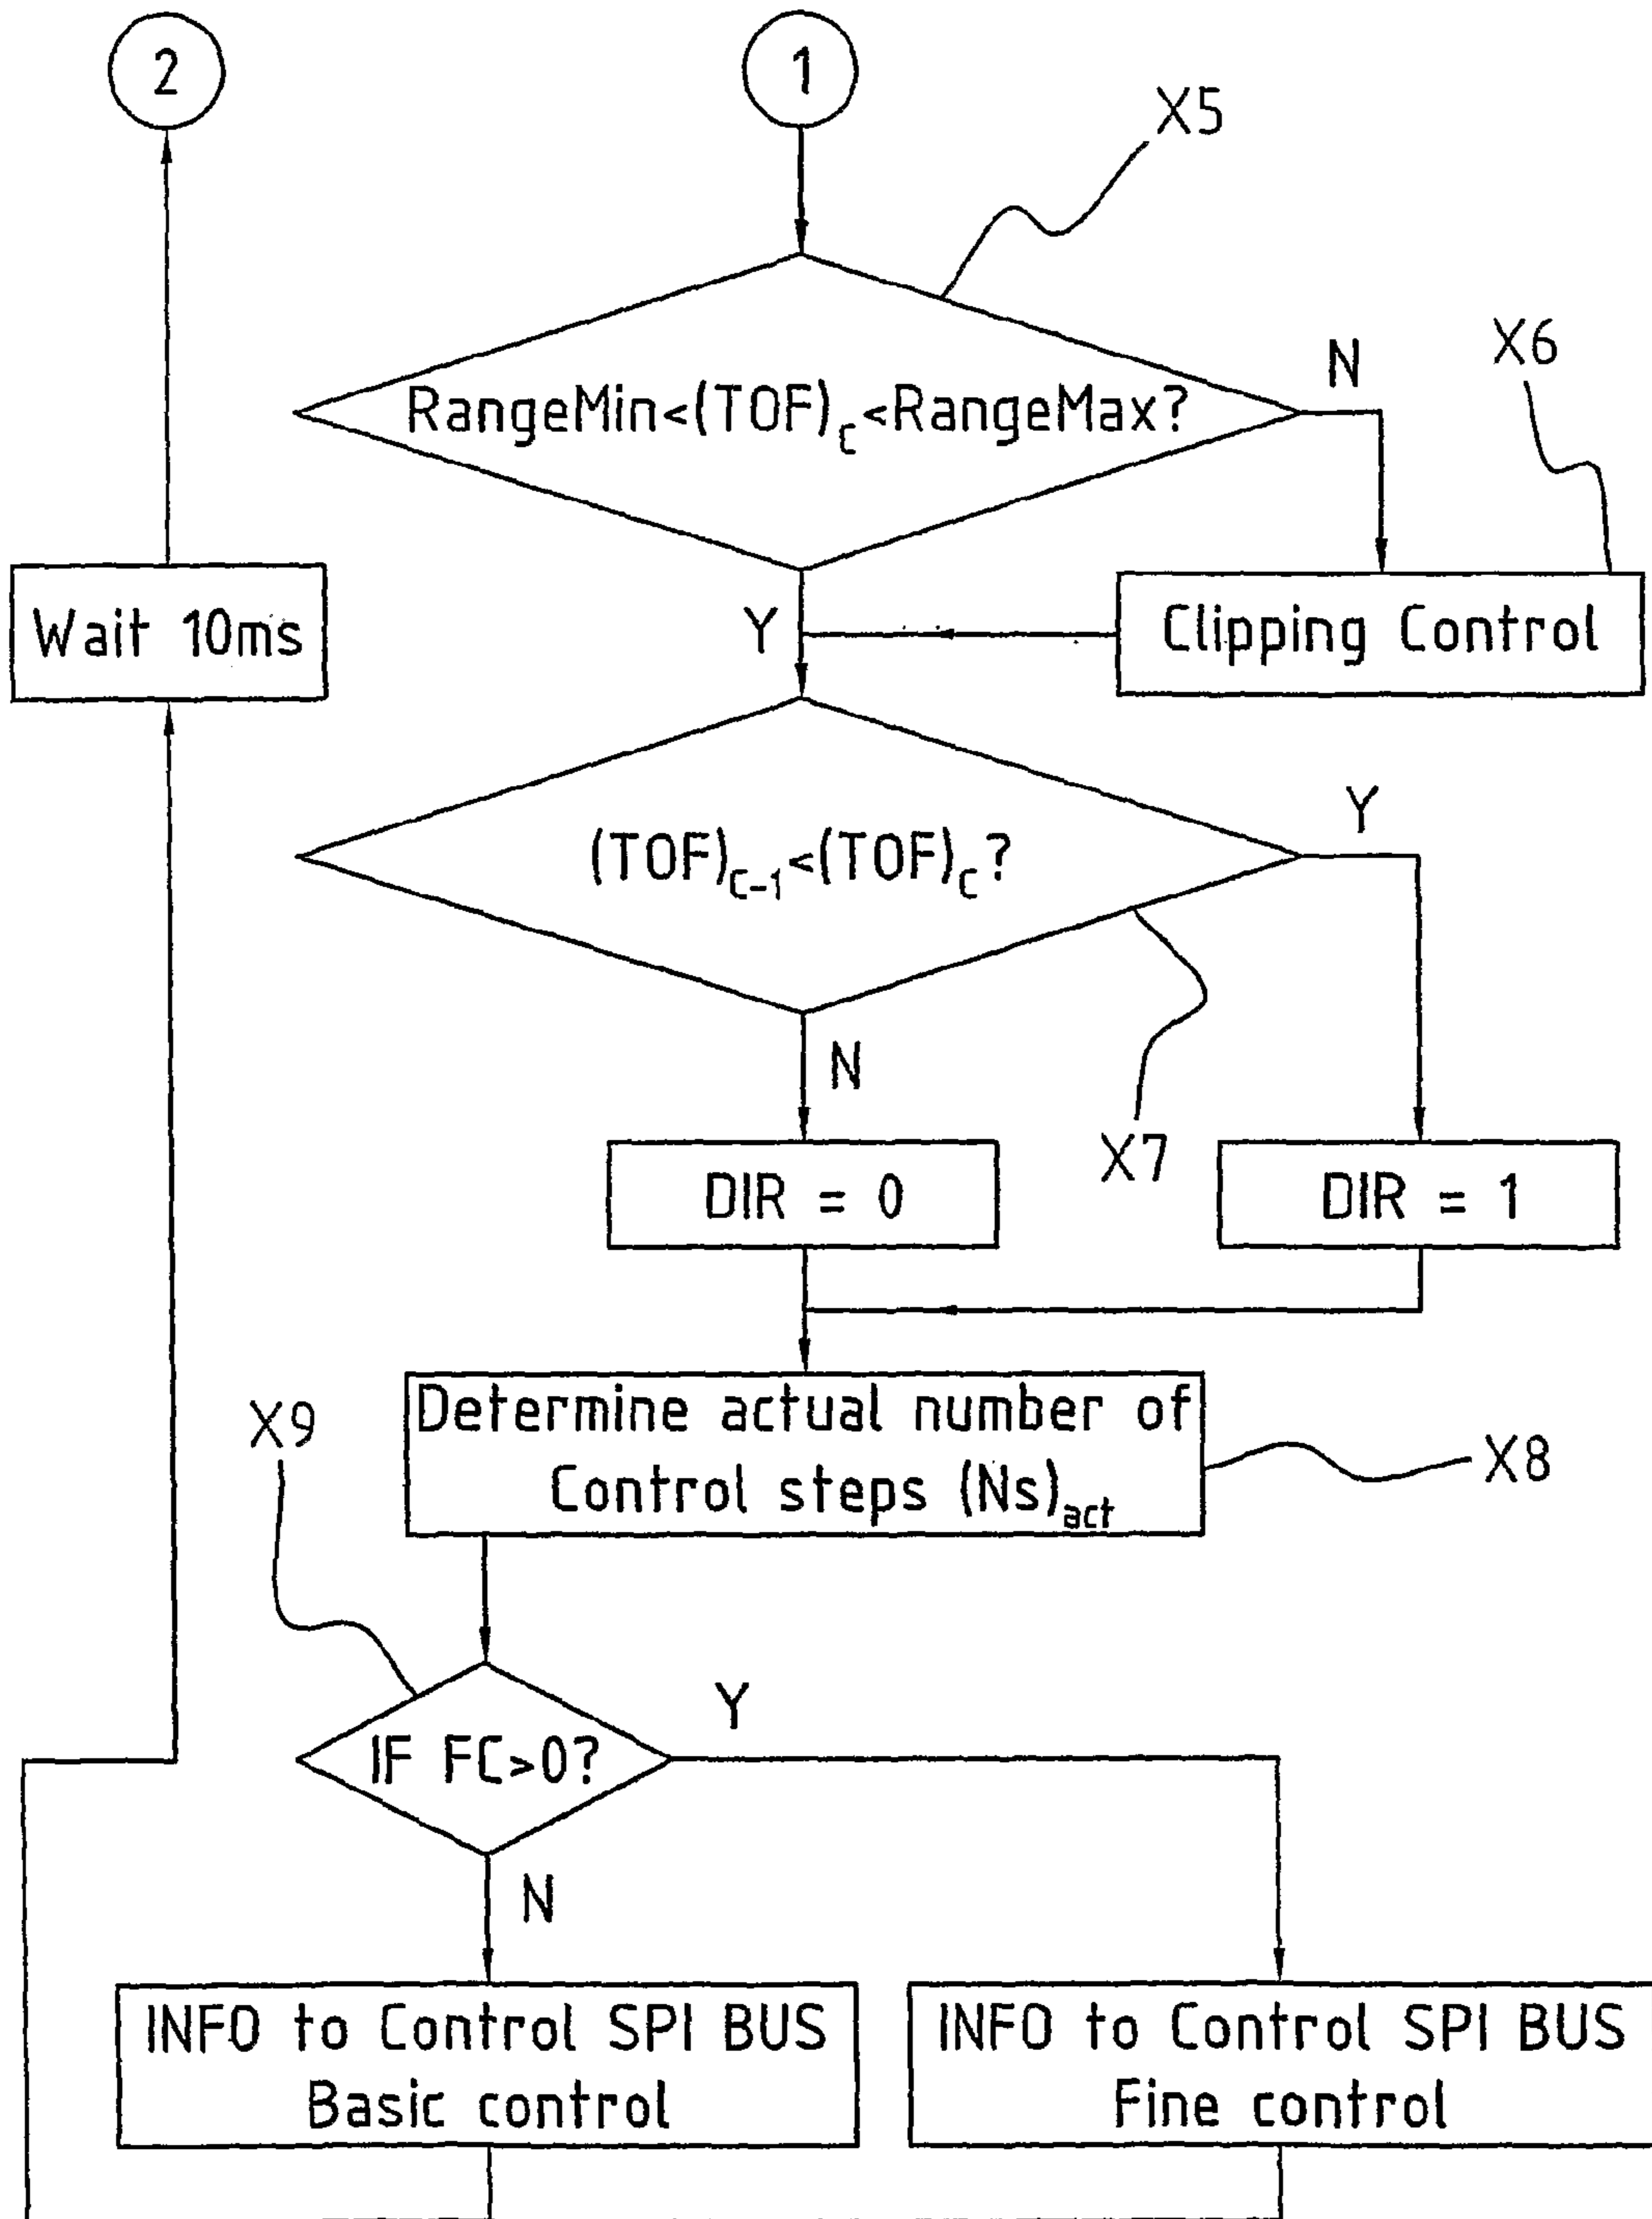 2
1
X5
RangeMin<(TOF)c<RangeMax?
N
X6
Wait 10ms
Y
Clipping Control
(TOF)c-1<(TOF)c?
Y
N
X7
DIR = 0
DIR = 1
X9
Determine actual number of
Control steps (Ns)act
X8
IF FC>0?
Y
N
INFO to Control SPI BUS
Basic control
INFO to Control SPI BUS
Fine control